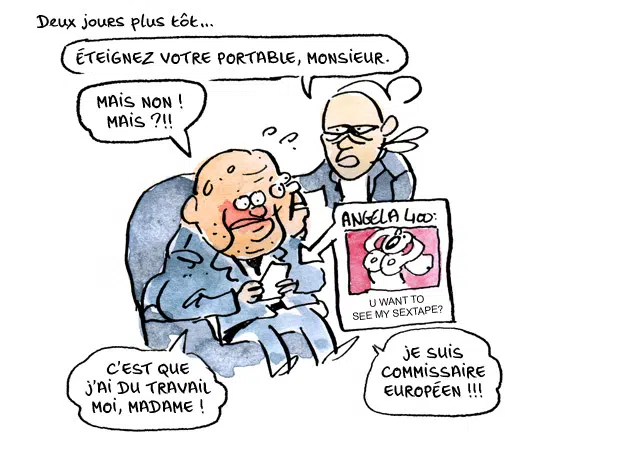 Deux jours plus tôt...
ÉTEIGNEZ VOTRE PORTABLE, MONSIEUR.
MAIS NON !
MAIS ?!!
? ?
ANGELA 400:
U WANT TO
SEE MY SEXTAPE?
C'EST QUE
J'AI DU TRAVAIL
MOI, MADAME !
JE SUIS
COMMISSAIRE
EUROPÉEN !!!